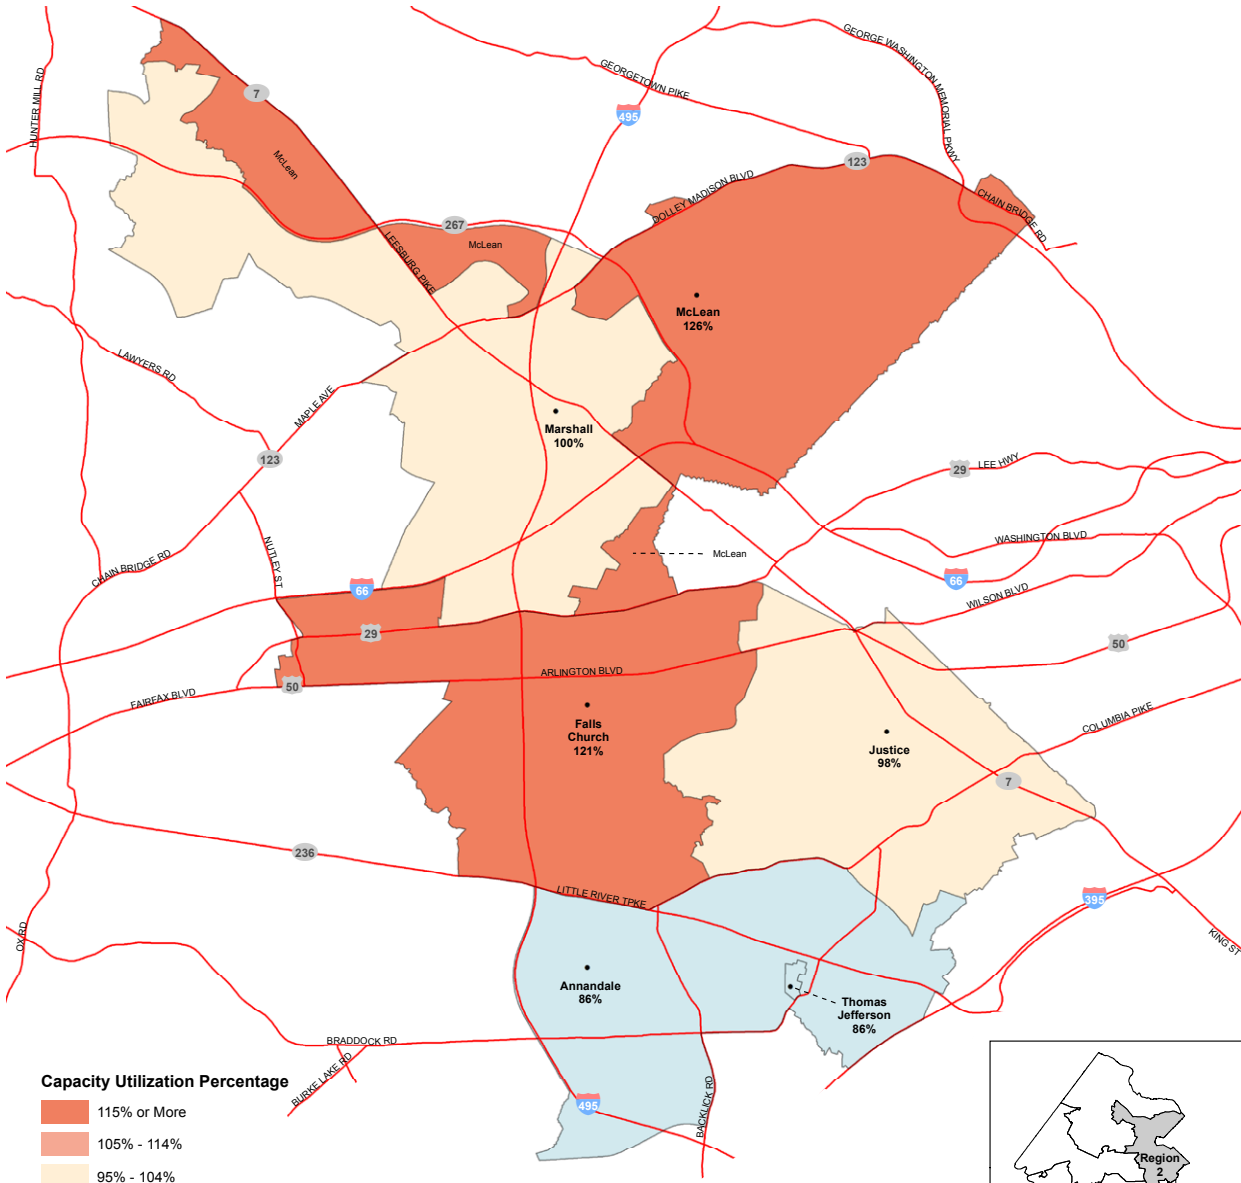 GEORGE WASHINGTON MEMORIAL PKWY
GEORGETOWN PIKE
HUNTER MILL RD
7
495
123
McLean
DOLLEY MADISON BLVD
CHAIN BRIDGE RD
267
McLean
LEESBURG PIKE
McLean
126%
LAWYERS RD
MAPLE AVE
Marshall
100%
123
29
LEE HWY
NUTLEY ST
CHAIN BRIDGE RD
WASHINGTON BLVD
McLean
66
66
WILSON BLVD
29
50
ARLINGTON BLVD
50
FAIRFAX BLVD
Falls
Church
121%
COLUMBIA PIKE
Justice
98%
7
236
LITTLE RIVER TPKE
395
OX RD
KING ST
Annandale
86%
Thomas
Jefferson
86%
BRADDOCK RD
BURKE LAKE RD
BACKLICK RD
495
Capacity Utilization Percentage
115% or More
105% - 114%
95% - 104%
Region
2